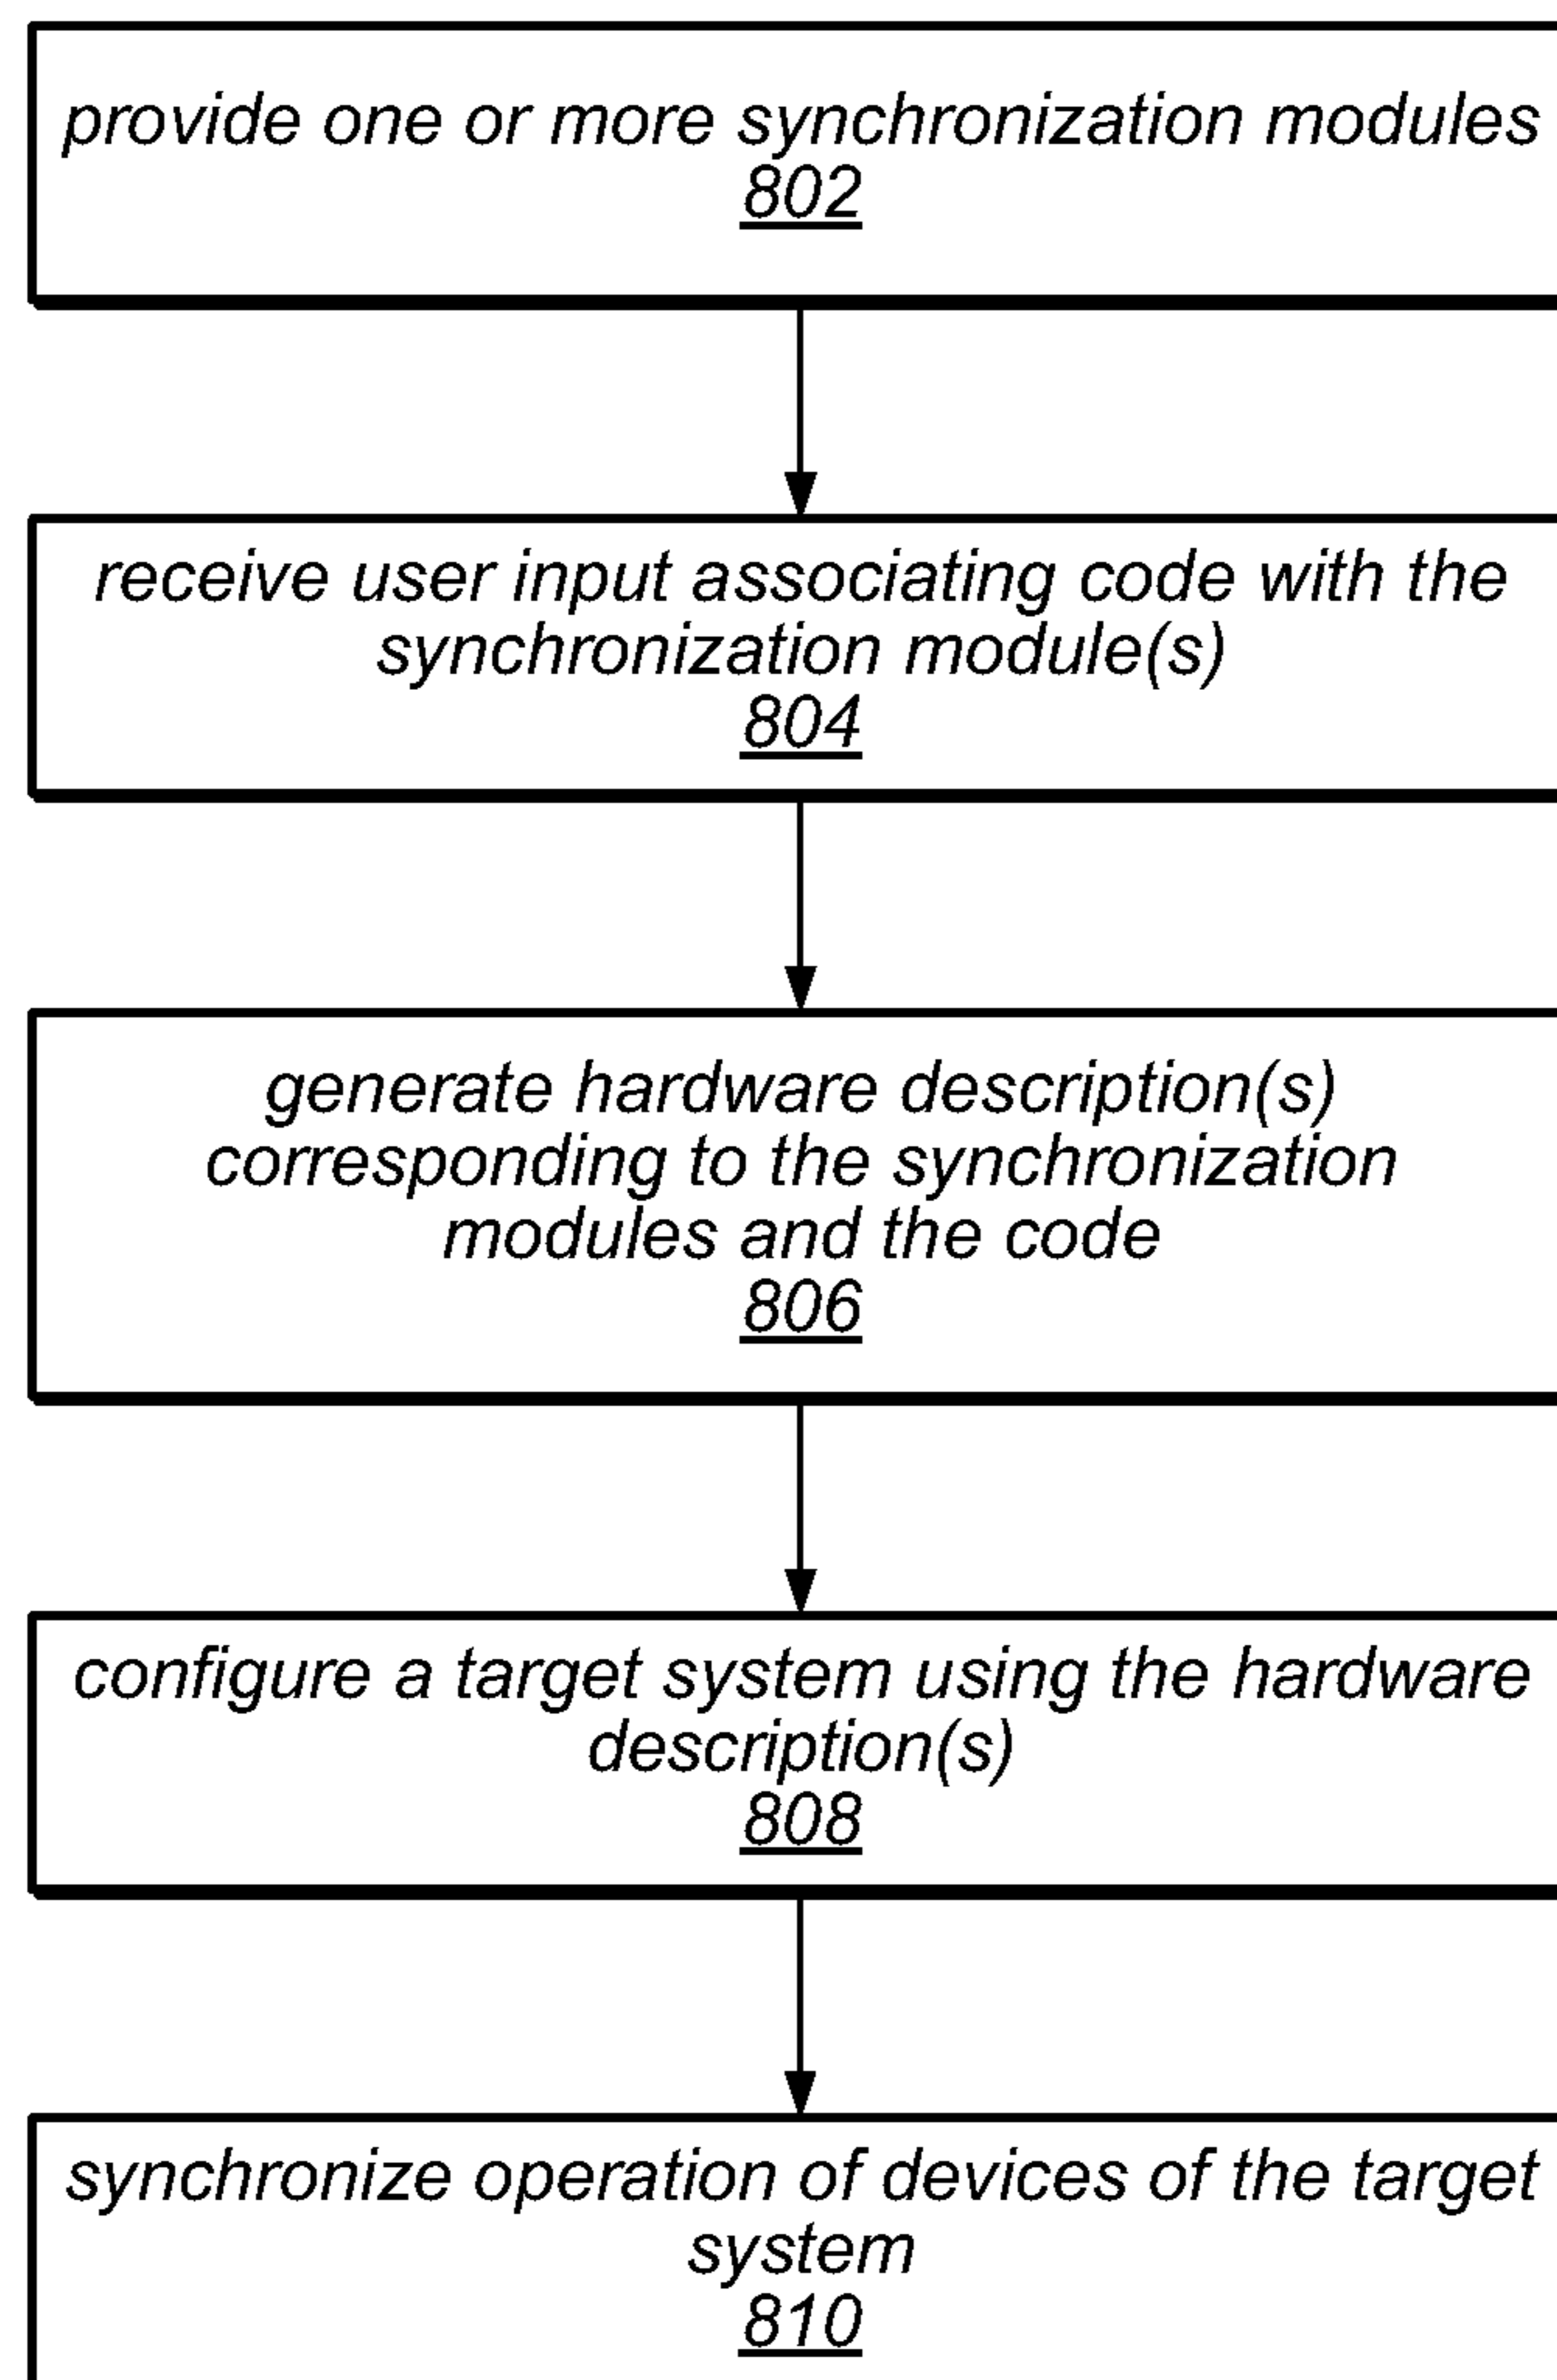 provide one or more synchronization modules
802
receive user input associating code with the
synchronization module(s)
804
generate hardware description(s)
corresponding to the synchronization
modules and the code
806
configure a target system using the hardware
description(s)
808
synchronize operation of devices of the target
system
810